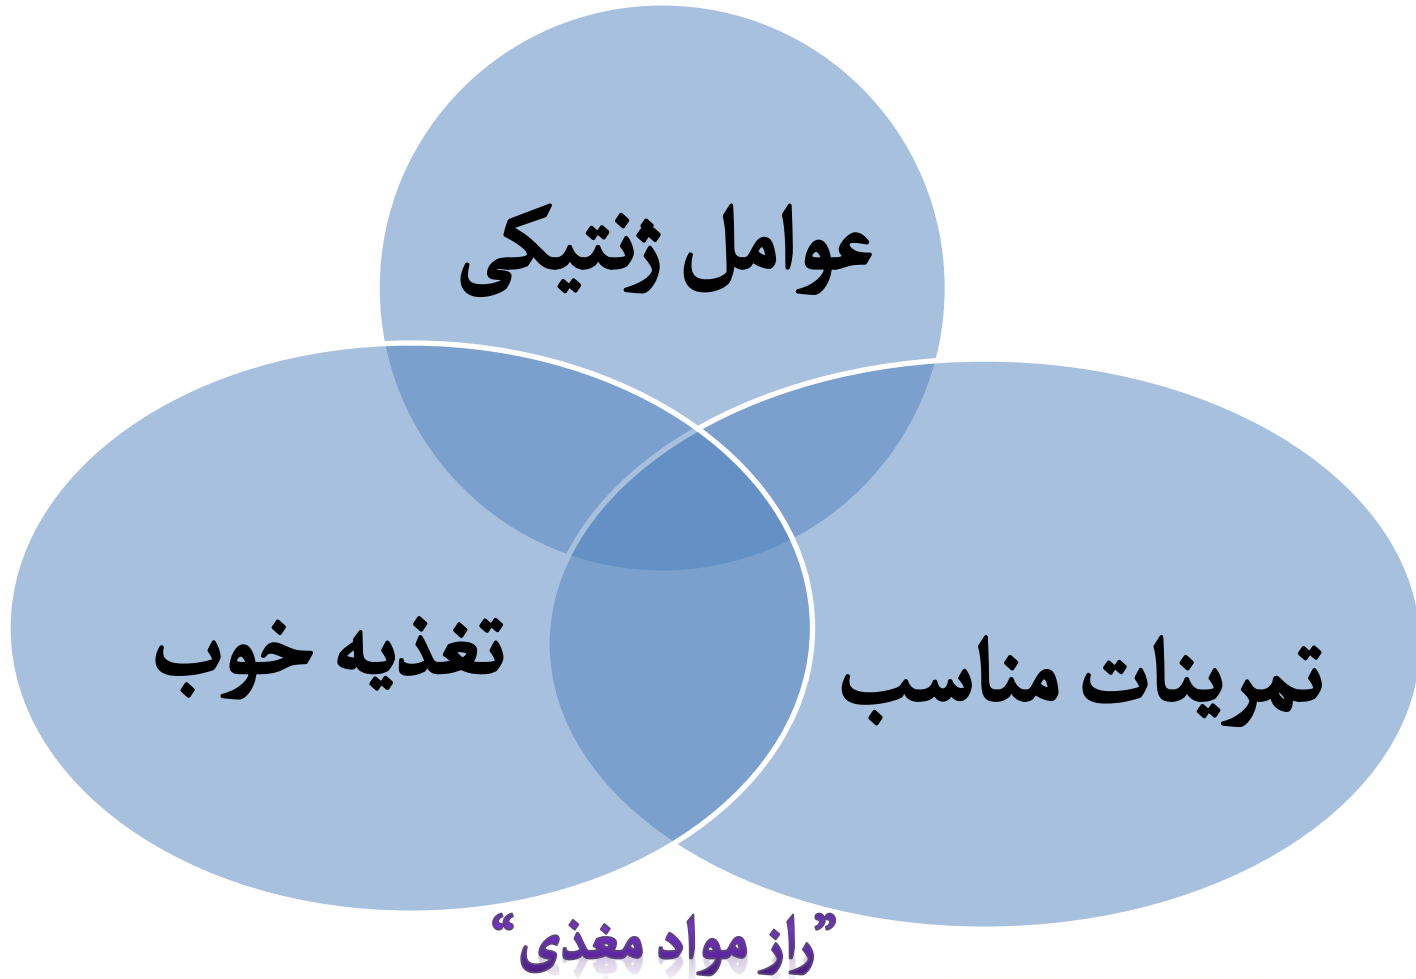 عوامل ژنتیکی
تمرینات مناسب
تغذیه خوب
”راز مواد مغذی“